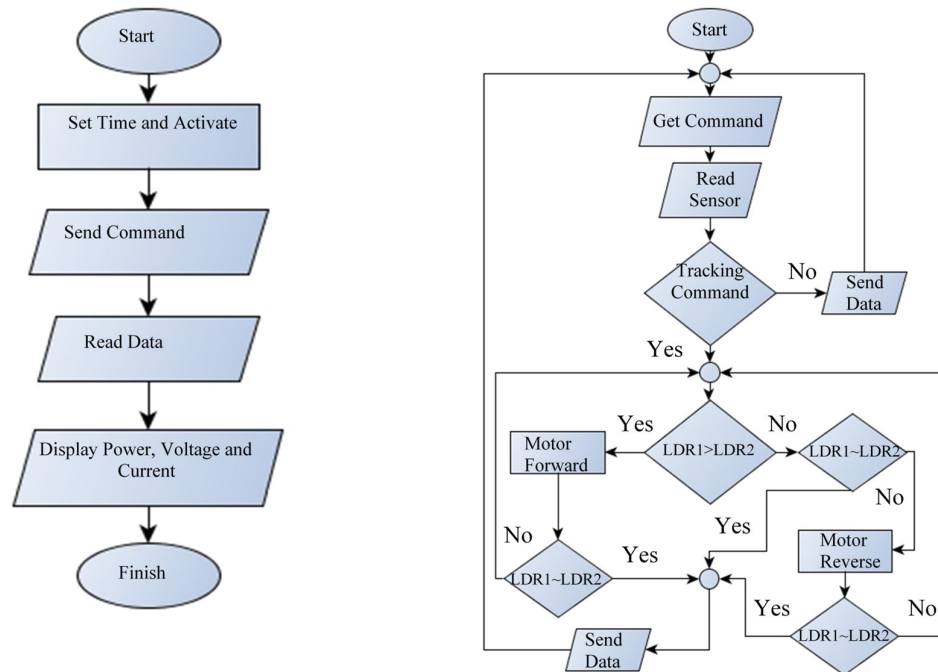 Start
Set Time and Activate
Send Command
Read Data
Display Power, Voltage and
Current
Finish
Start
Get Command
Read
Sensor
Tracking
Command
No
Send
Data
Yes
Yes
No
Motor
Forward
LDR1>LDR2
LDR1~LDR2
No
Yes
No
Yes
Motor
Reverse
LDR1~LDR2
Yes
No
LDR1~LDR2
Send
Data